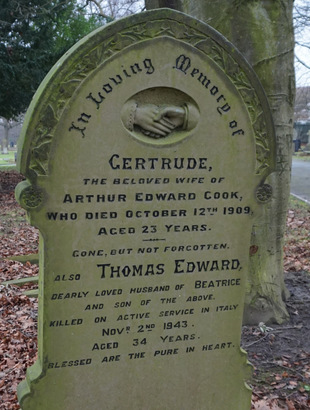 In Loving Memory of
GERTRUDE,
THE BELOVED WIFE OF
ARTHUR EDWARD COOK,
WHO DIED OCTOBER 12TH 1909,
AGED 23 YEARS.
GONE, BUT NOT FORGOTTEN.
ALSO THOMAS EDWARD,
DEARLY LOVED HUSBAND OF BEATRICE
AND SON OF THE ABOVE,
KILLED ON ACTIVE SERVICE IN ITALY
NOVR 2ND 1943.
AGED 34 YEARS.
BLESSED ARE THE PURE IN HEART.